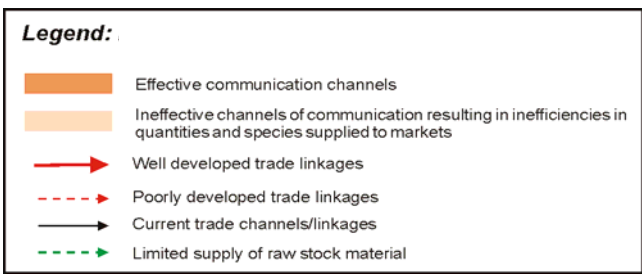 Legend:
Effective communication channels
Ineffective channels of communication resulting in inefficiencies in
quantities and species supplied to markets
Well developed trade linkages
Poorly developed trade linkages
Current trade channels/linkages
Limited supply of raw stock material